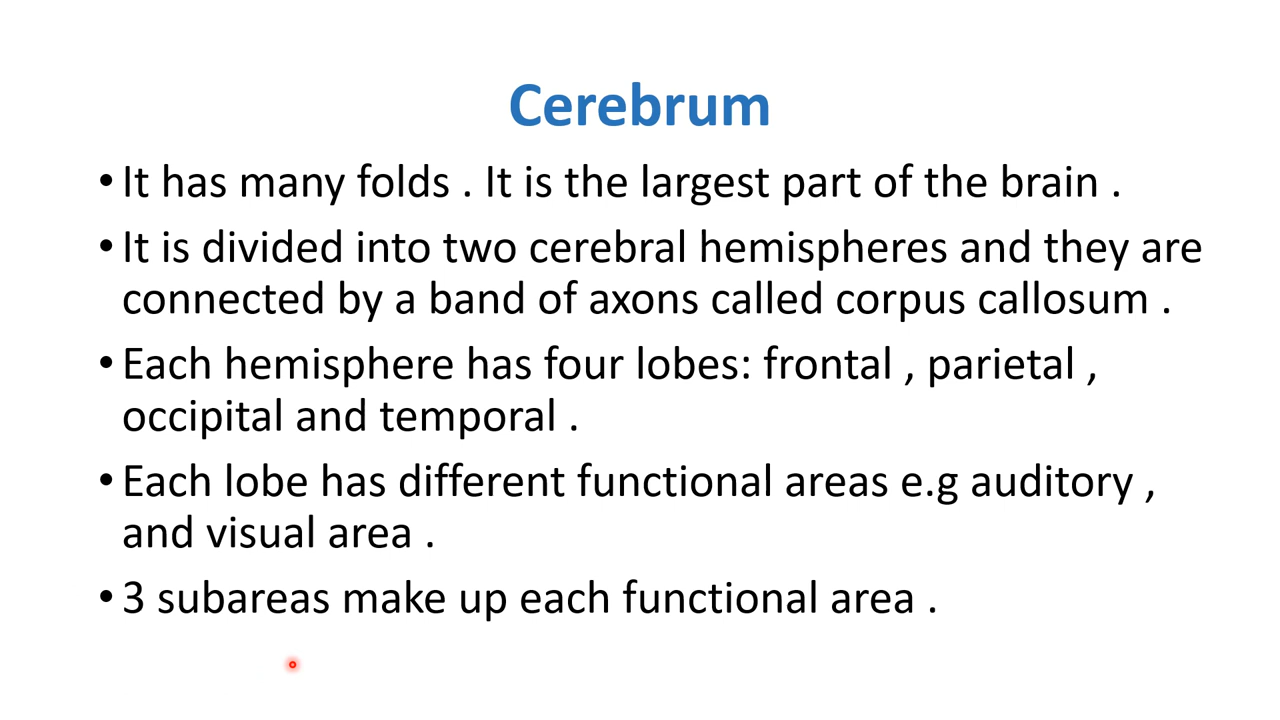 Cerebrum
• It has many folds . It is the largest part of the brain .
• It is divided into two cerebral hemispheres and they are
connected by a band of axons called corpus callosum .
• Each hemisphere has four lobes: frontal , parietal ,
occipital and temporal .
• Each lobe has different functional areas e.g auditory ,
and visual area .
• 3 subareas make up each functional area .